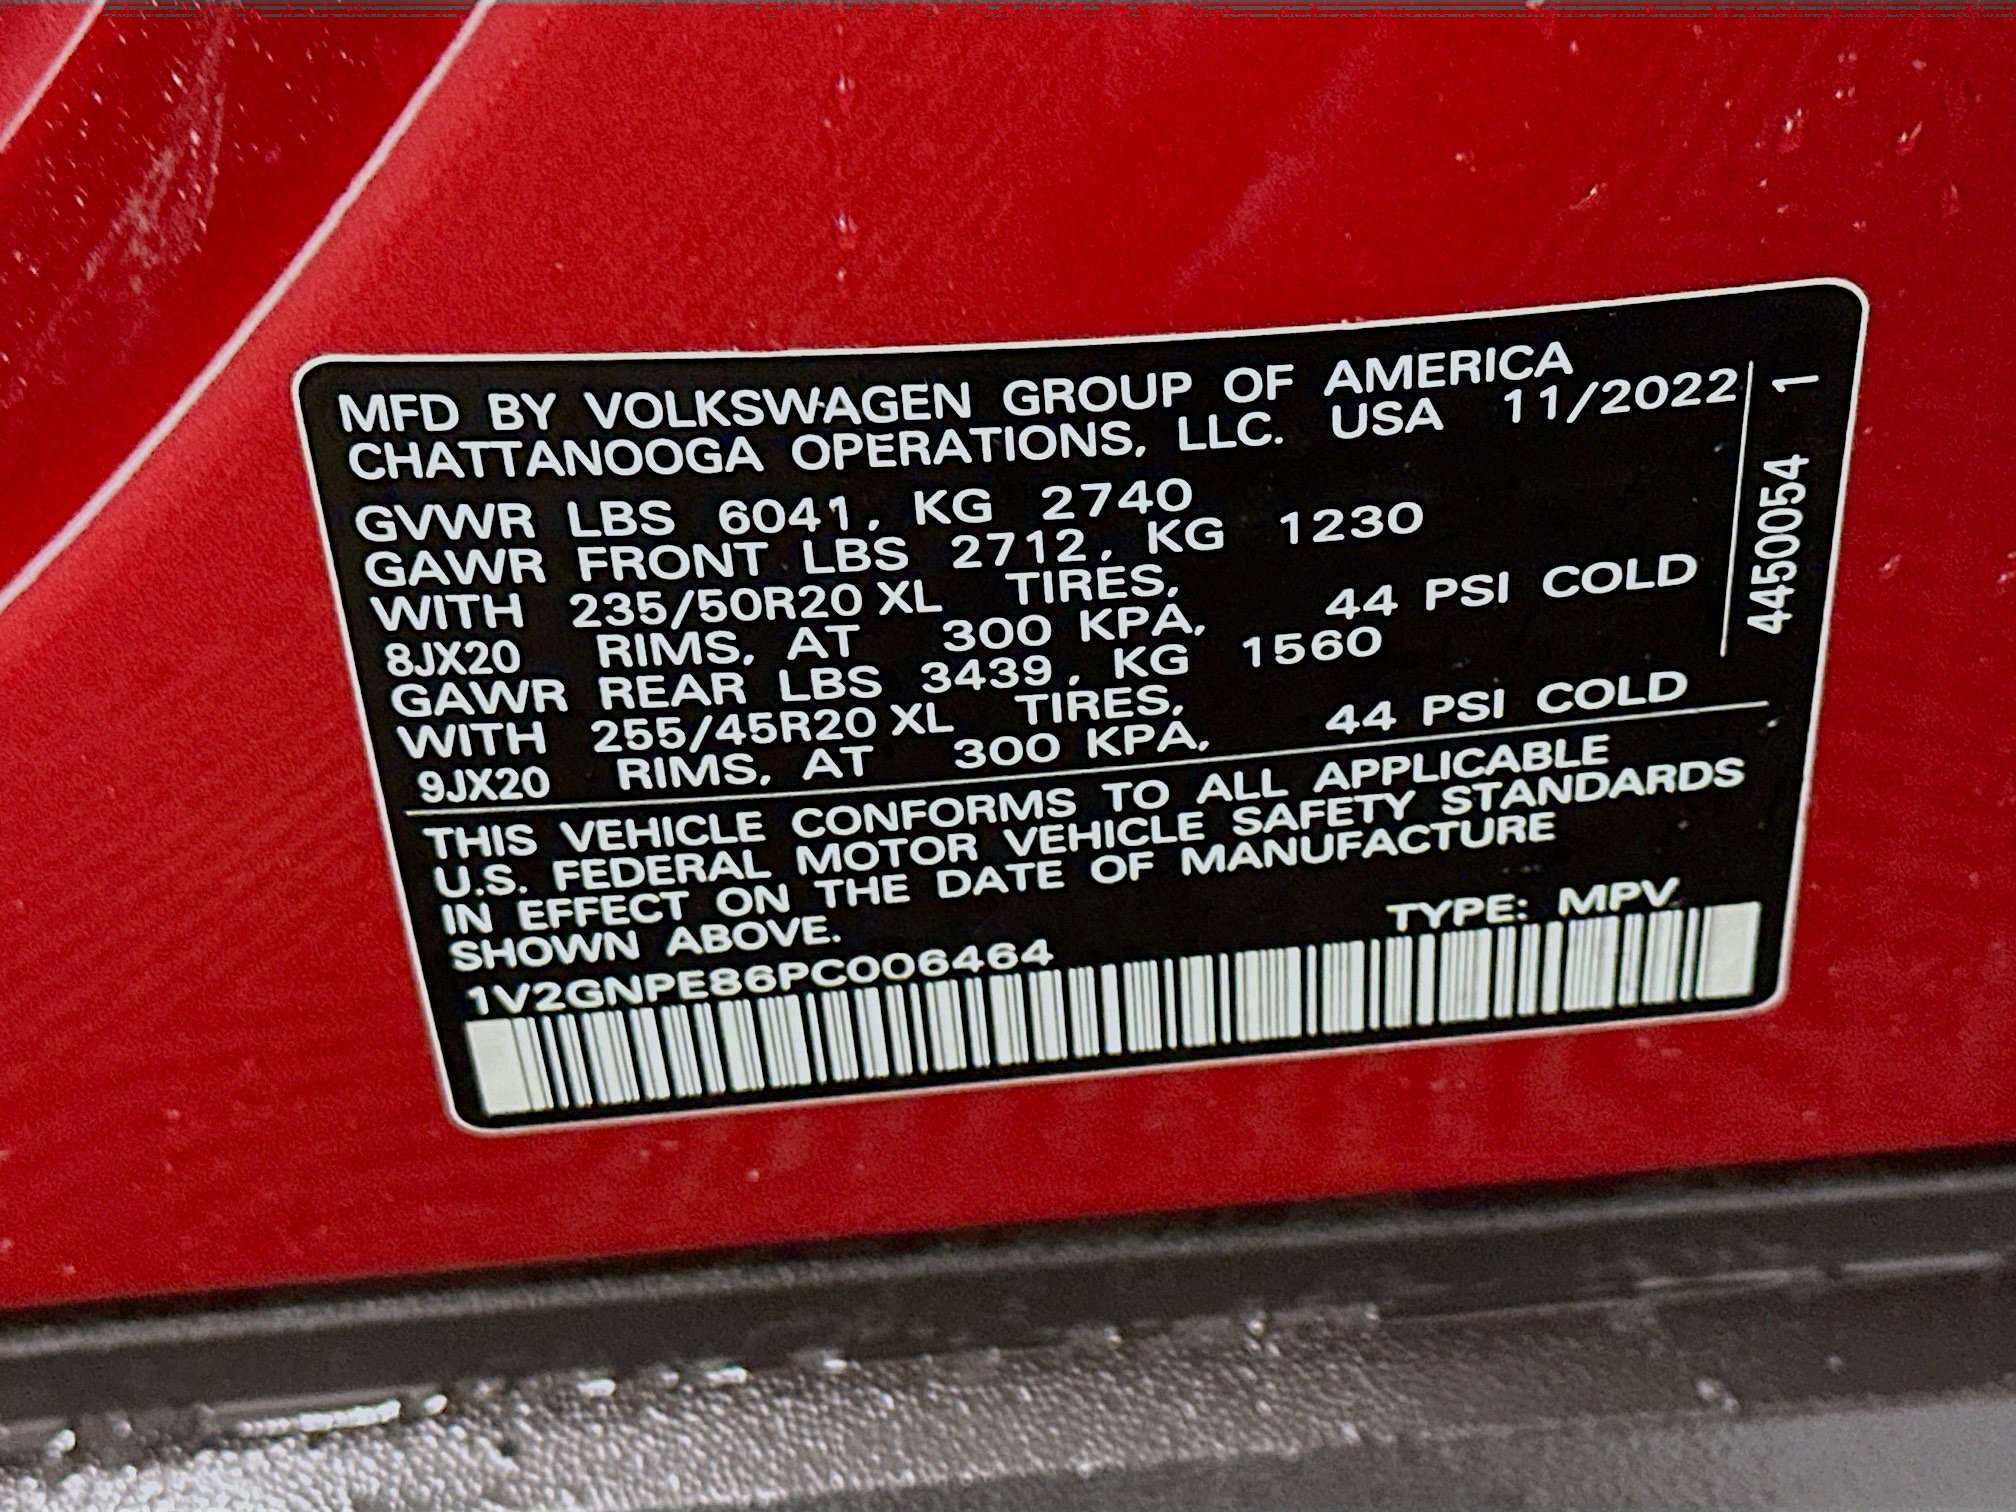 MFD BY VOLKSWAGEN GROUP OF AMERICA
CHATTANOOGA OPERATIONS, LLC. USA 11/2022
GVWR LBS 6041, KG 2740
GAWR FRONT LBS 2712, KG 1230
WITH 235/50R20 XL TIRES,
8JX20 RIMS, AT 300 KPA, 44 PSI COLD
GAWR REAR LBS 3439, KG 1560
WITH 255/45R20 XL TIRES,
9JX20 RIMS, AT 300 KPA, 44 PSI COLD
THIS VEHICLE CONFORMS TO ALL APPLICABLE
U.S. FEDERAL MOTOR VEHICLE SAFETY STANDARDS
IN EFFECT ON THE DATE OF MANUFACTURE
SHOWN ABOVE. TYPE: MPV
1V2GNPE86PC006464
4450054 1